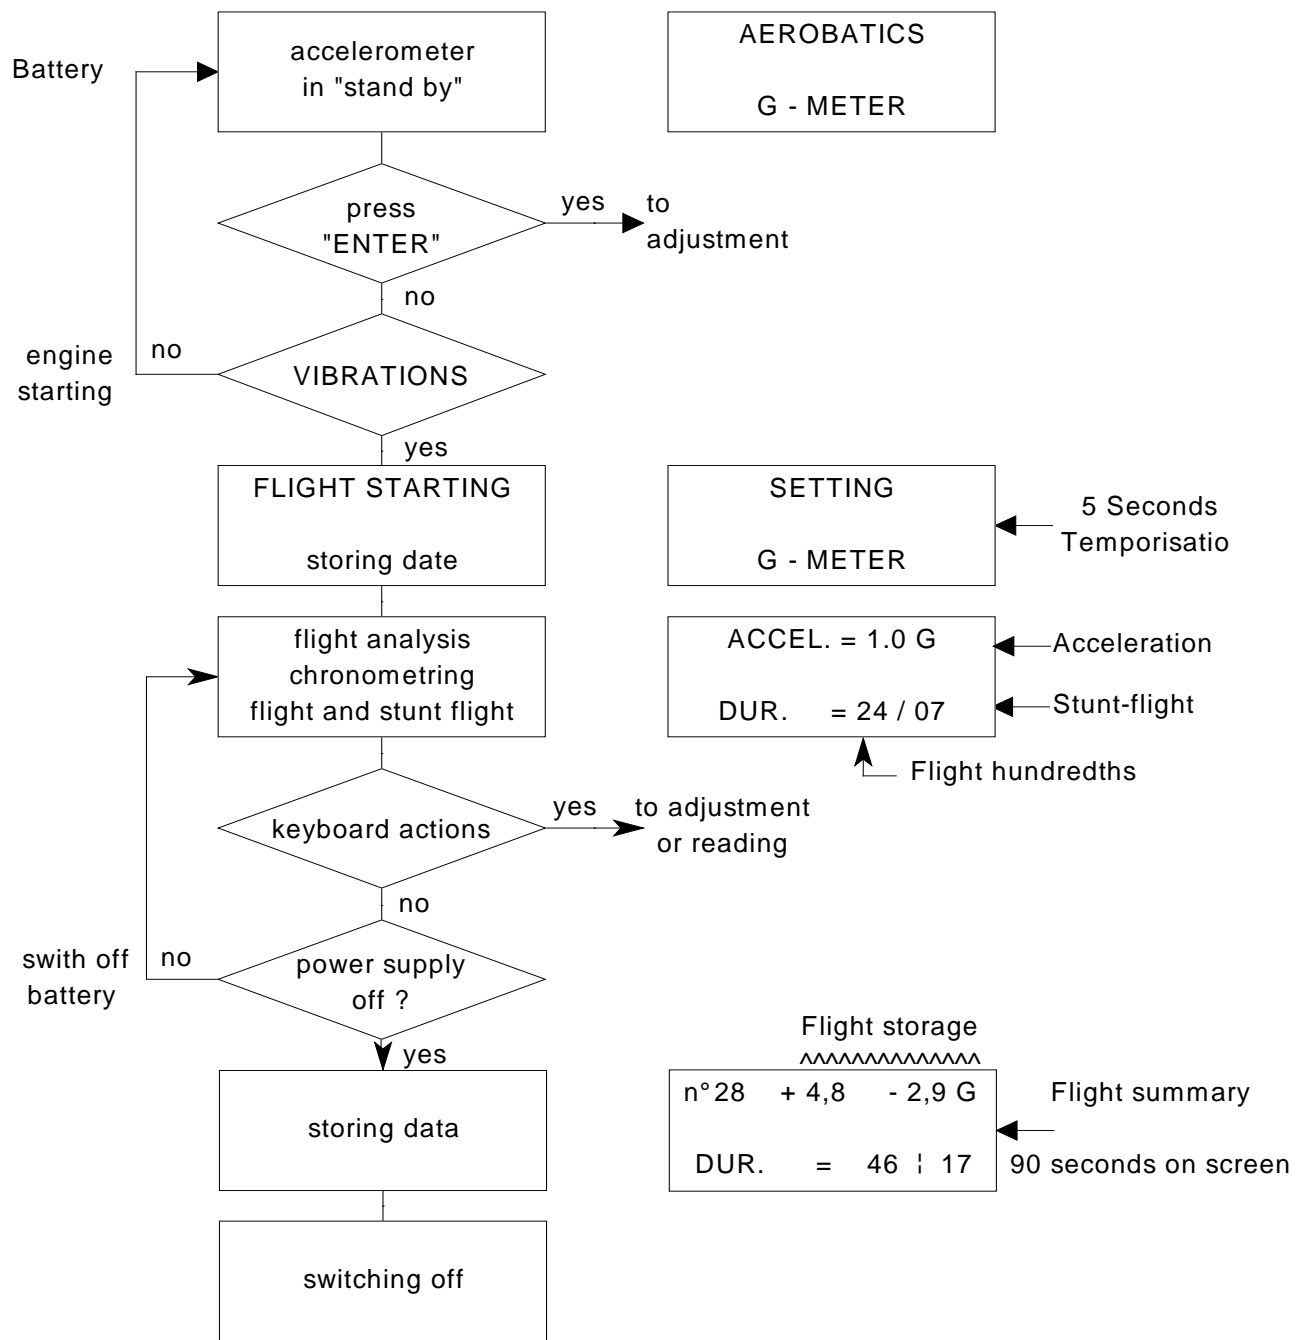 Battery
accelerometer
in "stand by"
AEROBATICS
G - METER
press
"ENTER"
yes
to
adjustment
no
engine
starting
no
VIBRATIONS
yes
FLIGHT STARTING
storing date
SETTING
G - METER
5 Seconds
Temporisatio
flight analysis
chronometring
flight and stunt flight
ACCEL. = 1.0 G
DUR. = 24 / 07
Acceleration
Stunt-flight
Flight hundredths
keyboard actions
yes
to adjustment
or reading
no
swith off
battery
no
power supply
off ?
yes
Flight storage
^^^^^^^^^^^^^^
storing data
n°28 + 4,8 - 2,9 G
DUR. = 46 ¦ 17
Flight summary
90 seconds on screen
switching off